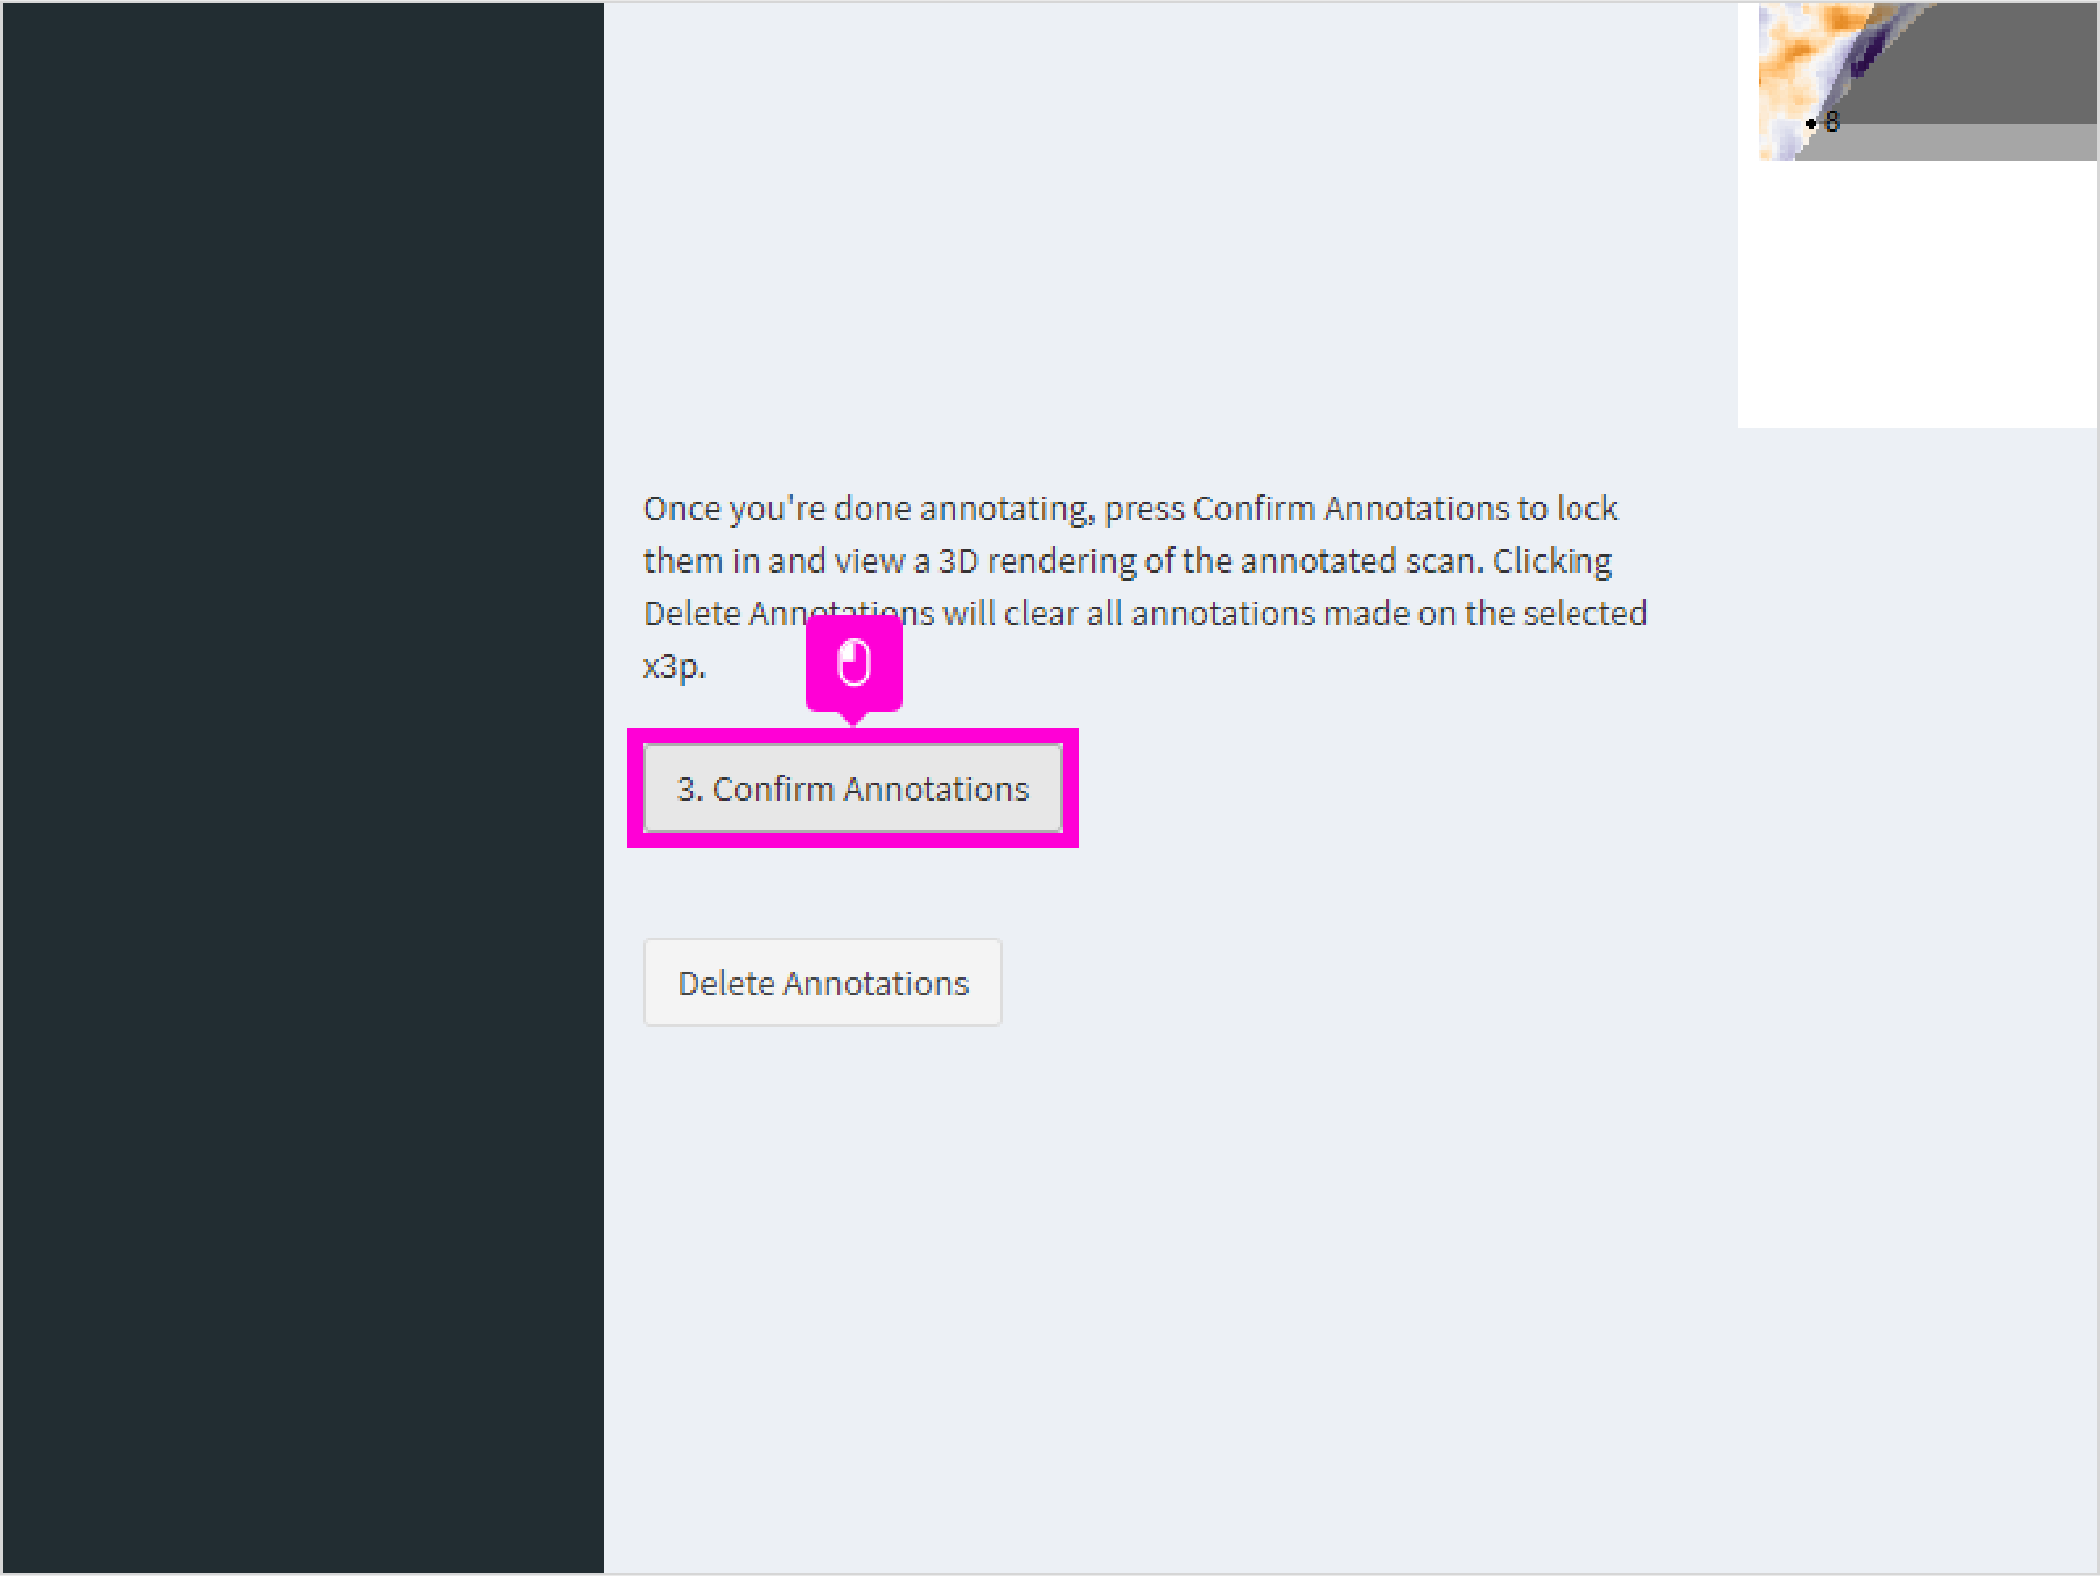 8
Once you're done annotating, press Confirm Annotations to lock
them in and view a 3D rendering of the annotated scan. Clicking
Delete Annotations will clear all annotations made on the selected
x3p.
3. Confirm Annotations
Delete Annotations